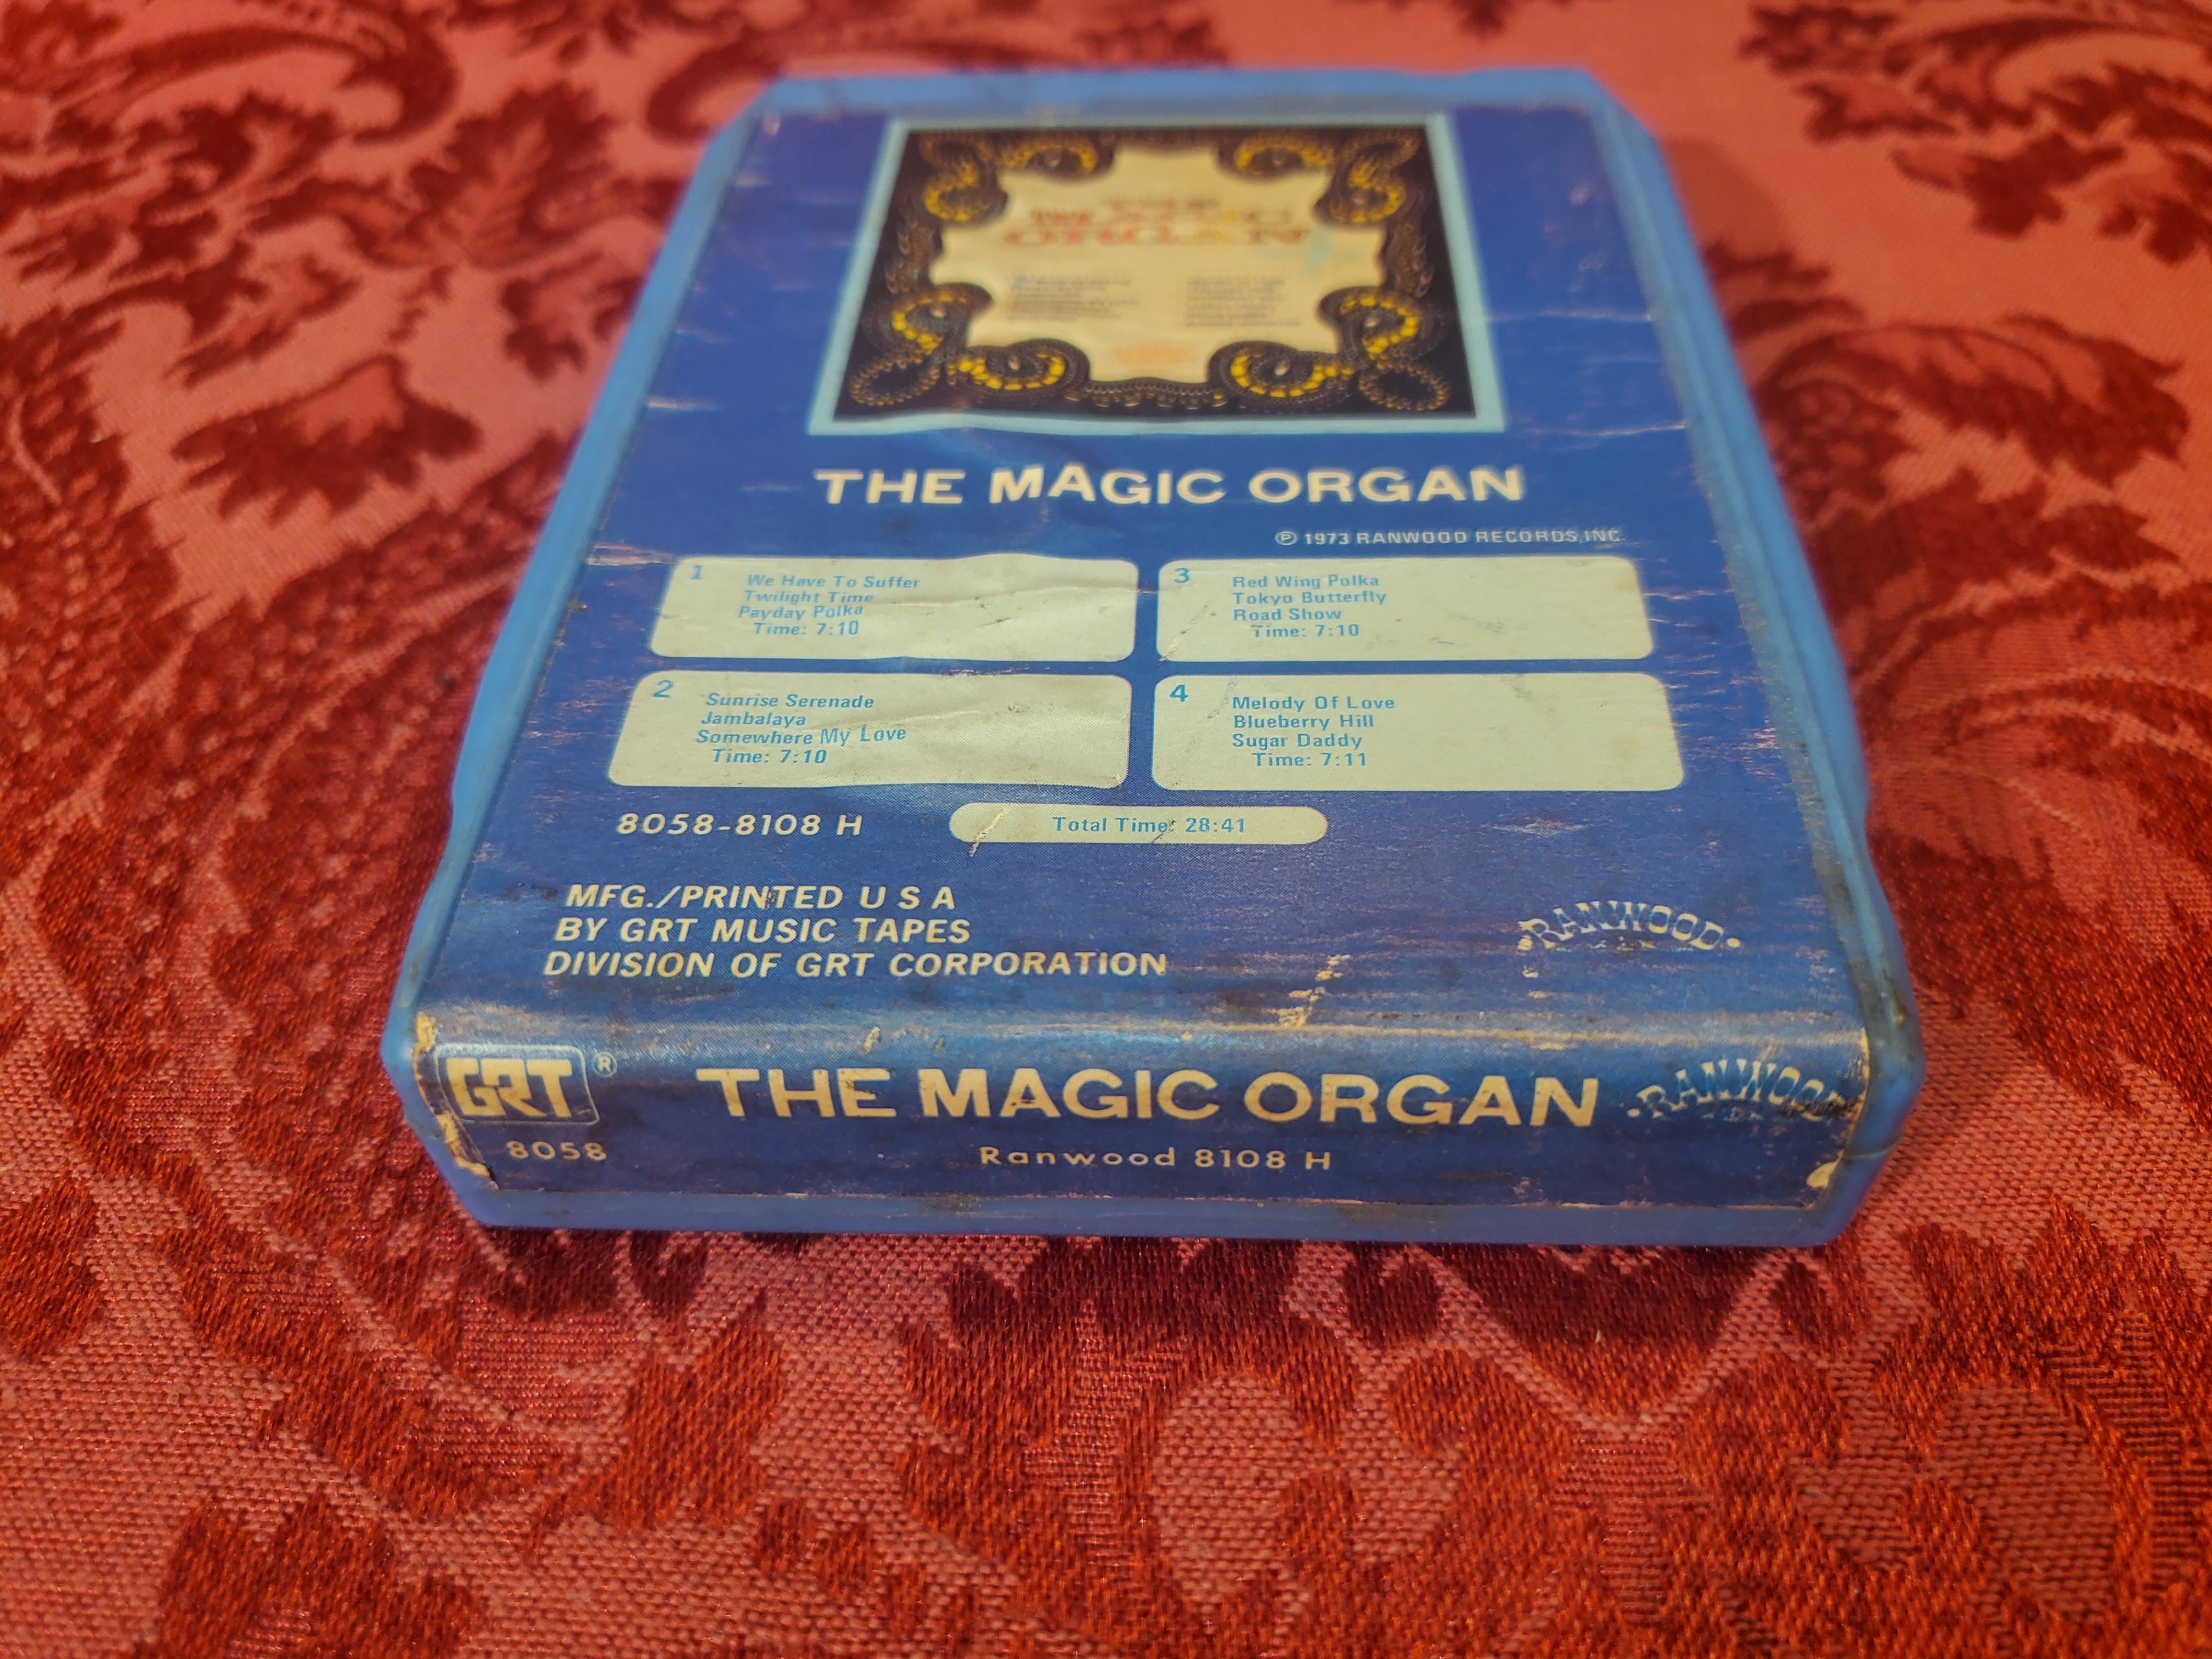 THE
MAGIC
ORGAN
THE MAGIC ORGAN
Ⓟ 1973 RANWOOD RECORDS, INC.
1
We Have To Suffer
Twilight Time
Payday Polka
Time: 7:10
2
Sunrise Serenade
Jambalaya
Somewhere My Love
Time: 7:10
3
Red Wing Polka
Tokyo Butterfly
Road Show
Time: 7:10
4
Melody Of Love
Blueberry Hill
Sugar Daddy
Time: 7:11
8058-8108 H
Total Time: 28:41
MFG./PRINTED U S A
BY GRT MUSIC TAPES
DIVISION OF GRT CORPORATION
•RANWOOD•
GRT®
8058
THE MAGIC ORGAN
Ranwood 8108 H
•RANWOOD